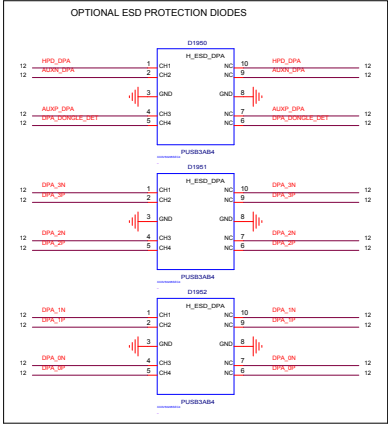 OPTIONAL ESD PROTECTION DIODES
D1950
H_ESD_DPA
12 HPD_DPA 1 CH1 NC 10 HPD_DPA 12
12 AUXN_DPA 2 CH2 NC 9 AUXN_DPA 12
3 GND GND 8
12 AUXP_DPA 4 CH3 NC 7 AUXP_DPA 12
12 DPA_DONGLE_DET 5 CH4 NC 6 DPA_DONGLE_DET 12
PUSB3AB4
D1951
H_ESD_DPA
12 DPA_3N 1 CH1 NC 10 DPA_3N 12
12 DPA_3P 2 CH2 NC 9 DPA_3P 12
3 GND GND 8
12 DPA_2N 4 CH3 NC 7 DPA_2N 12
12 DPA_2P 5 CH4 NC 6 DPA_2P 12
PUSB3AB4
D1952
H_ESD_DPA
12 DPA_1N 1 CH1 NC 10 DPA_1N 12
12 DPA_1P 2 CH2 NC 9 DPA_1P 12
3 GND GND 8
12 DPA_0N 4 CH3 NC 7 DPA_0N 12
12 DPA_0P 5 CH4 NC 6 DPA_0P 12
PUSB3AB4